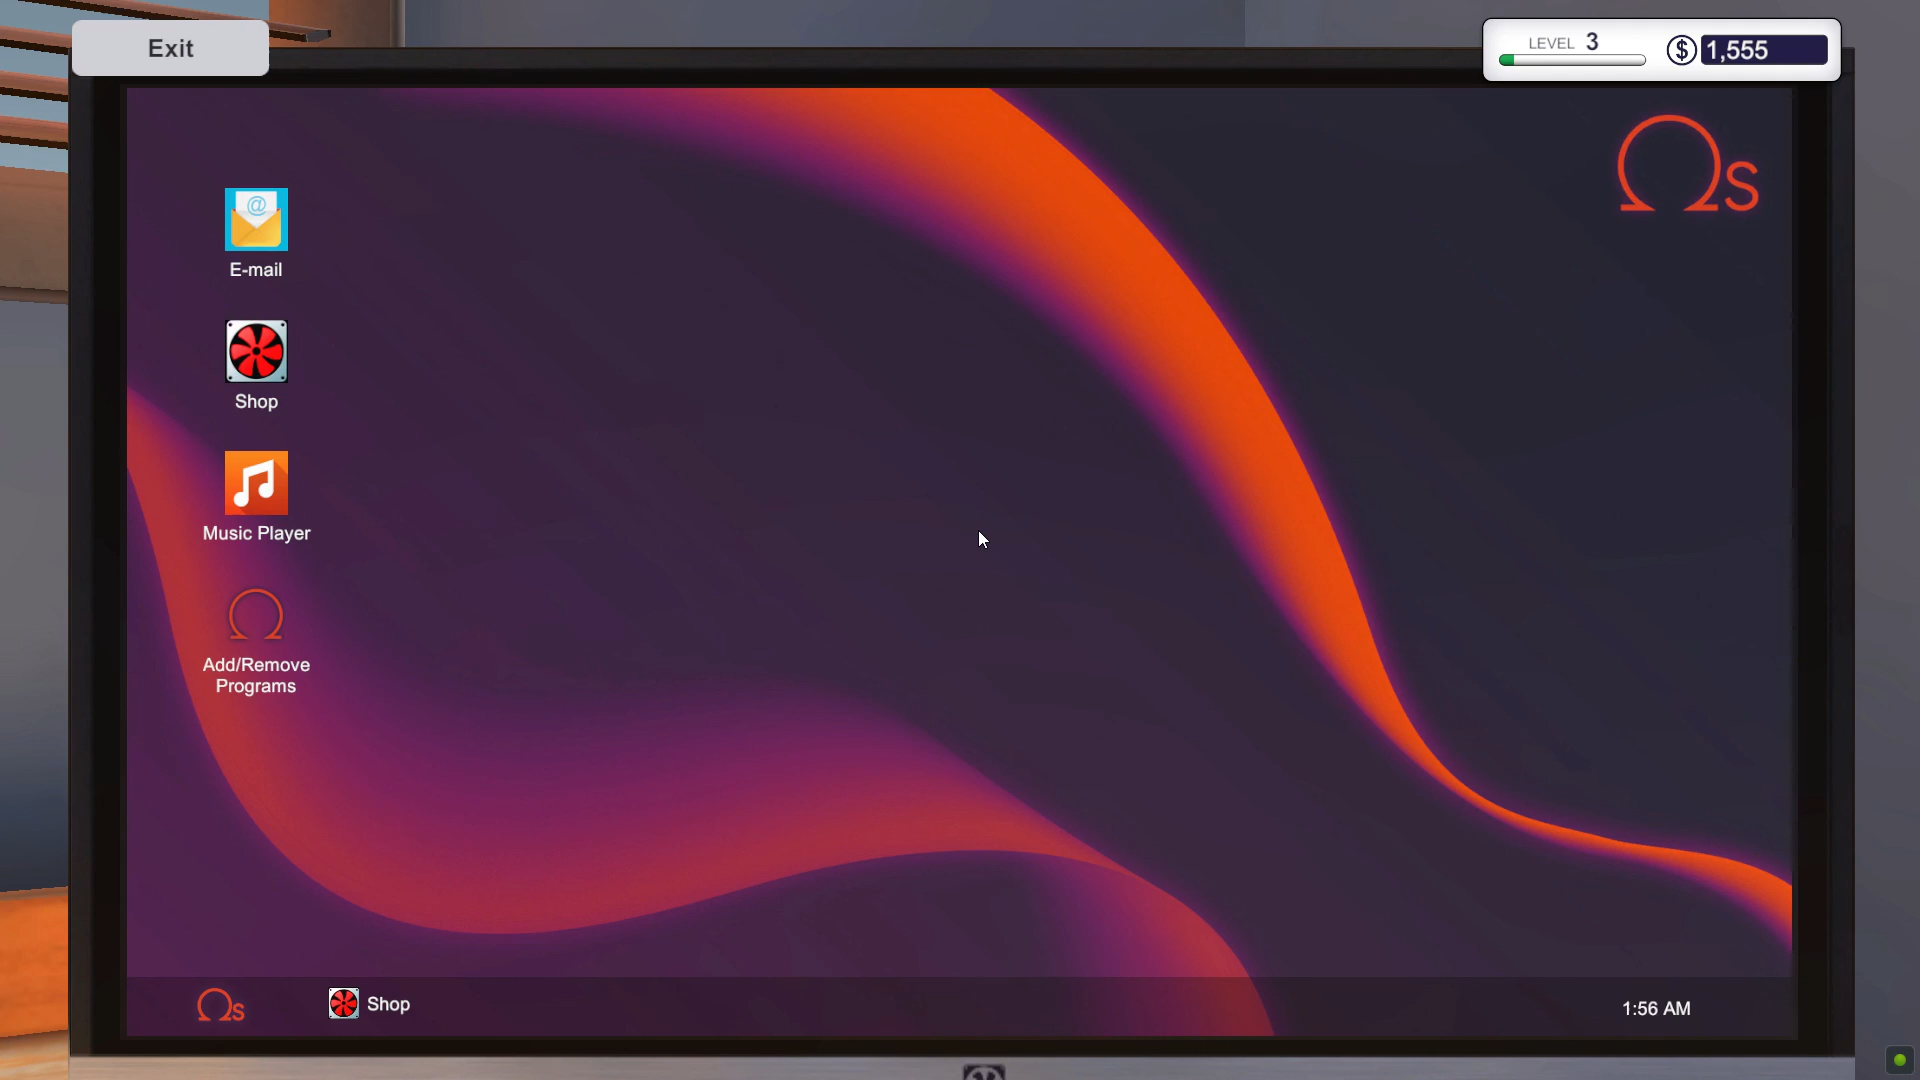 Exit
LEVEL 3
$ 1,555
Ωs
E-mail
Shop
Music Player
Add/Remove
Programs
Ωs
Shop
1:56 AM